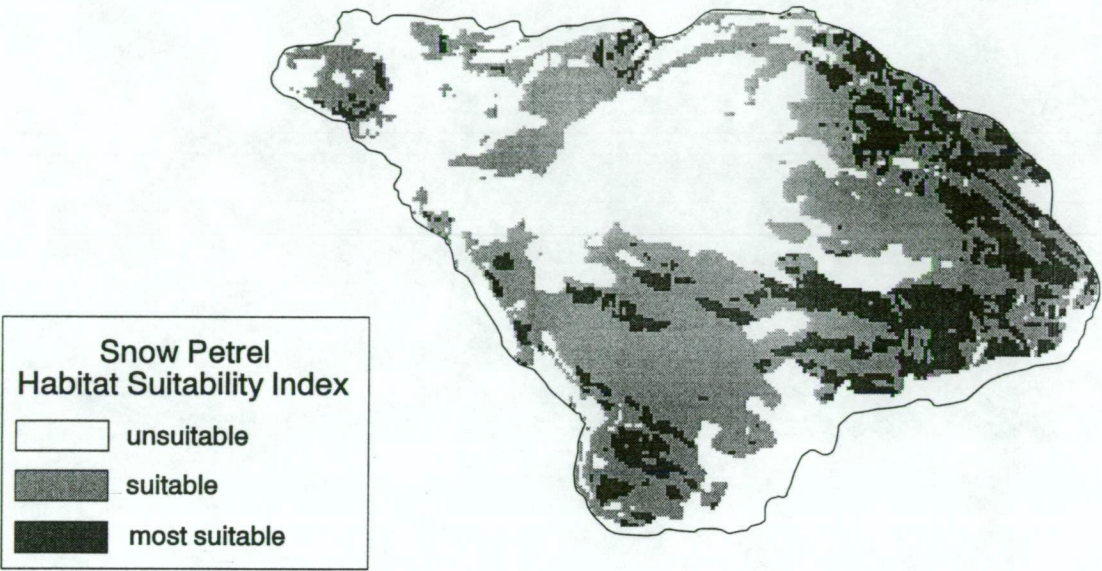 Snow Petrel
Habitat Suitability Index
unsuitable
suitable
most suitable